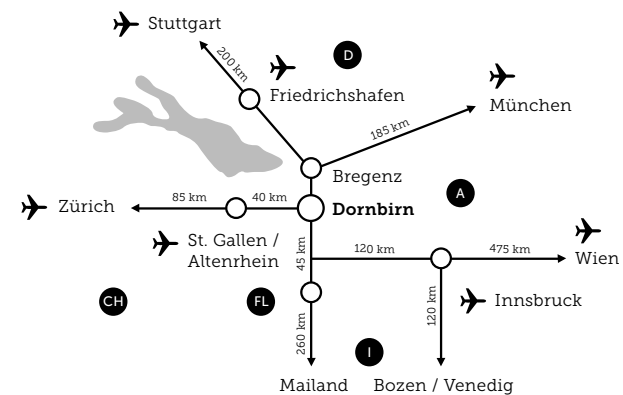 Stuttgart
D
200 km
Friedrichshafen
München
185 km
Bregenz
A
85 km
40 km
Zürich
Dornbirn
St. Gallen /
Altenrhein
45 km
120 km
475 km
Wien
CH
FL
120 km
Innsbruck
260 km
I
Mailand
Bozen / Venedig